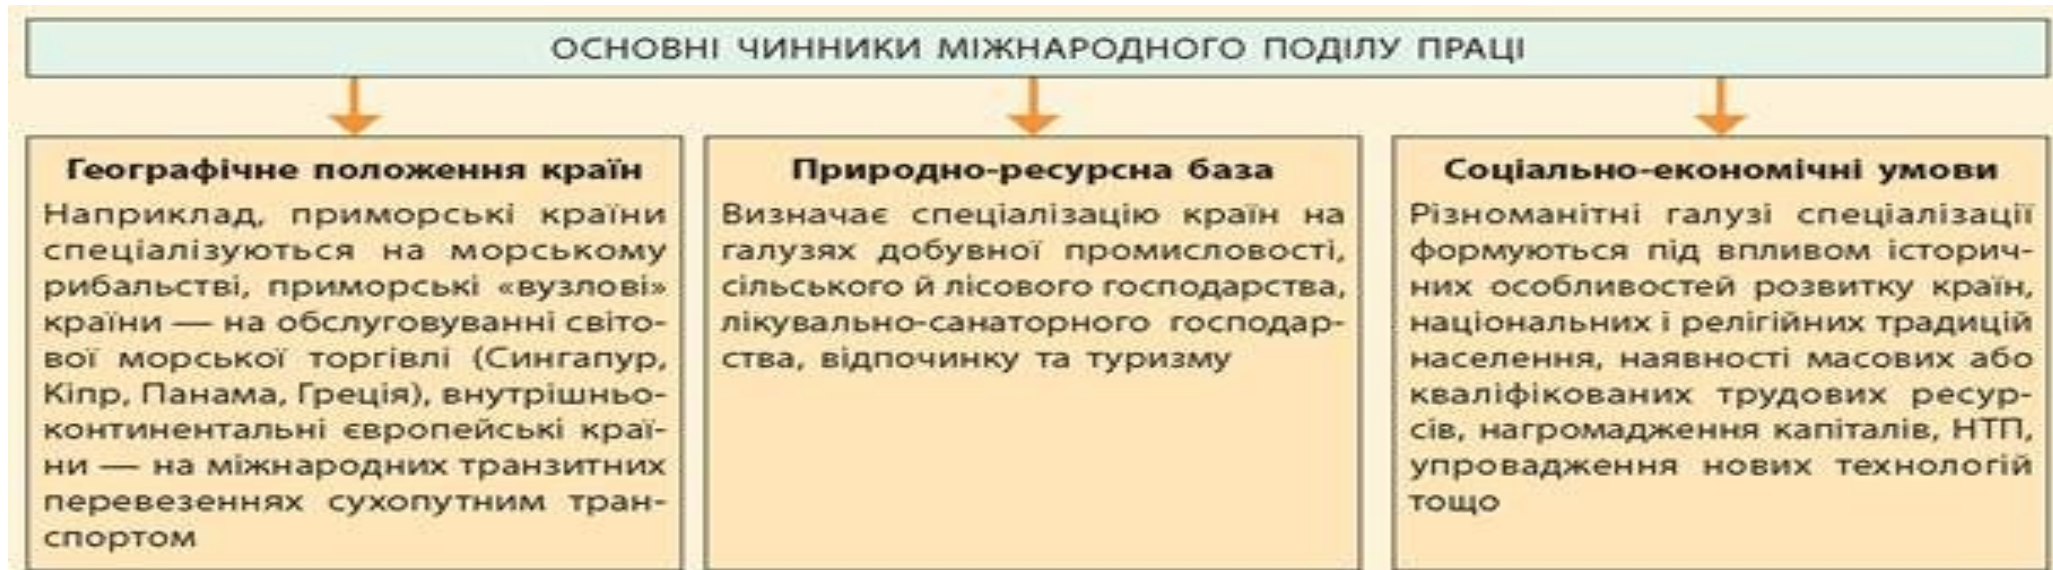 ОСНОВНІ ЧИННИКИ МІЖНАРОДНОГО ПОДІЛУ ПРАЦІ
Географічне положення країн
Наприклад, приморські країни
спеціалізуються на морському
рибальстві, приморські «вузлові»
країни — на обслуговуванні світо-
вої морської торгівлі (Сингапур,
Кіпр, Панама, Греція), внутрішньо-
континентальні європейські краї-
ни — на міжнародних транзитних
перевезеннях сухопутним тран-
спортом
Природно-ресурсна база
Визначає спеціалізацію країн на
галузях добувної промисловості,
сільського й лісового господарства,
лікувально-санаторного господар-
ства, відпочинку та туризму
Соціально-економічні умови
Різноманітні галузі спеціалізації
формуються під впливом історич-
них особливостей розвитку країн,
національних і релігійних традицій
населення, наявності масових або
кваліфікованих трудових ресур-
сів, нагромадження капіталів, НТП,
упровадження нових технологій
тощо